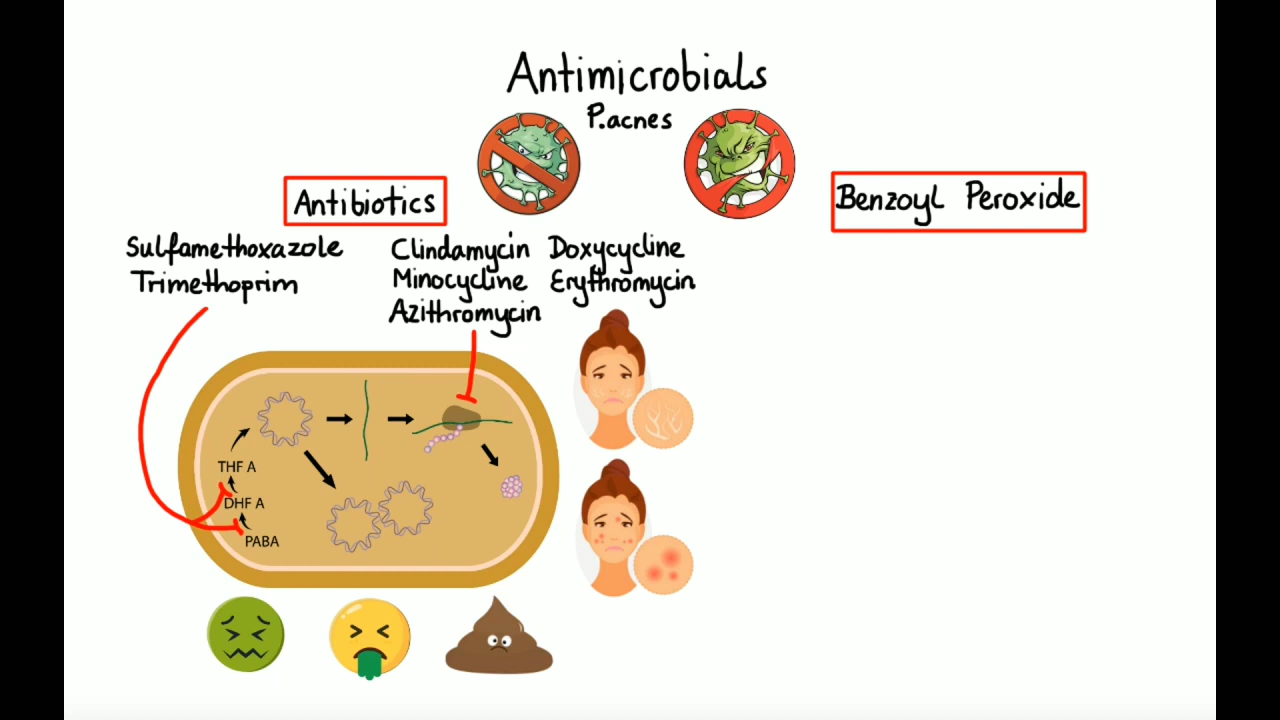 Antimicrobials
P.acnes
Antibiotics
Benzoyl Peroxide
Sulfamethoxazole
Trimethoprim
Clindamycin Doxycycline
Minocycline Erythromycin
Azithromycin
THF A
DHF A
PABA